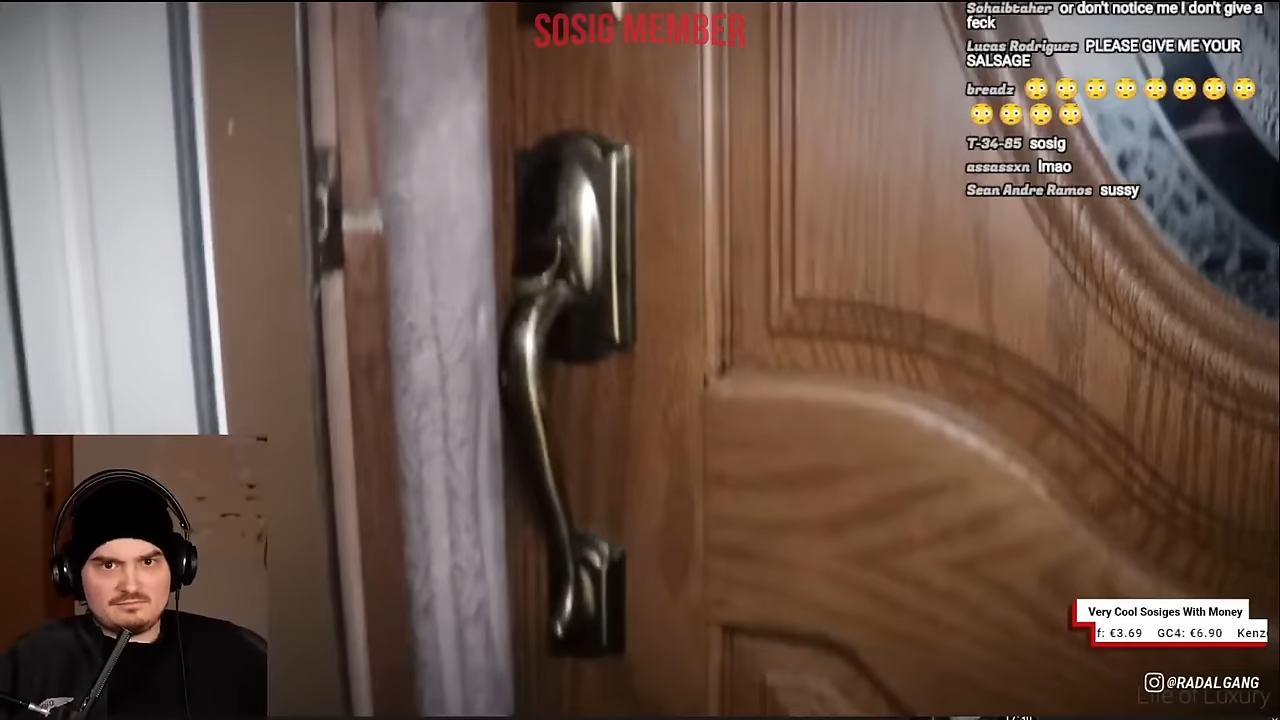 SOSIG MEMBER
Sohaibtaher or don't notice me I don't give a
feck
Lucas Rodrigues PLEASE GIVE ME YOUR
SALSAGE
breadz 😳😳😳😳😳😳😳😳
😳😳😳😳
T-34-85 sosig
assassxn lmao
Sean Andre Ramos sussy
Very Cool Sosiges With Money
f: €3.69 GC4: €6.90 Kenz
@RADALGANG
Life of Luxury